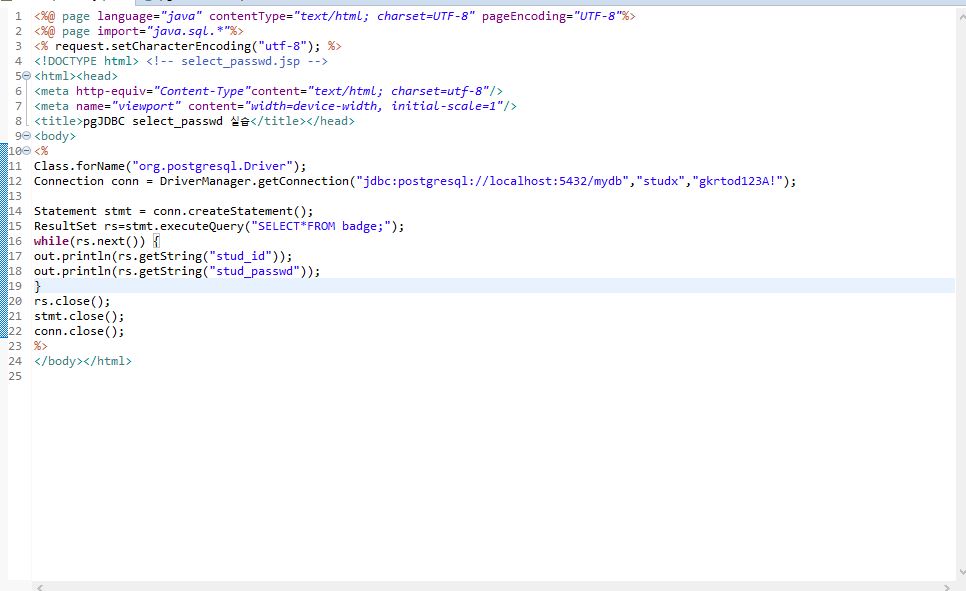 1 <%@ page language="java" contentType="text/html; charset=UTF-8" pageEncoding="UTF-8"%>
2 <%@ page import="java.sql.*"%>
3 <% request.setCharacterEncoding("utf-8"); %>
4 <!DOCTYPE html> <!-- select_passwd.jsp -->
5 <html><head>
6 <meta http-equiv="Content-Type"content="text/html; charset=utf-8"/>
7 <meta name="viewport" content="width=device-width, initial-scale=1"/>
8 <title>pgJDBC select_passwd 실습</title></head>
9 <body>
10 <%
11 Class.forName("org.postgresql.Driver");
12 Connection conn = DriverManager.getConnection("jdbc:postgresql://localhost:5432/mydb","studx","gkrtod123A!");
13
14 Statement stmt = conn.createStatement();
15 ResultSet rs=stmt.executeQuery("SELECT*FROM badge;");
16 while(rs.next()) {
17 out.println(rs.getString("stud_id"));
18 out.println(rs.getString("stud_passwd"));
19 }
20 rs.close();
21 stmt.close();
22 conn.close();
23 %>
24 </body></html>
25